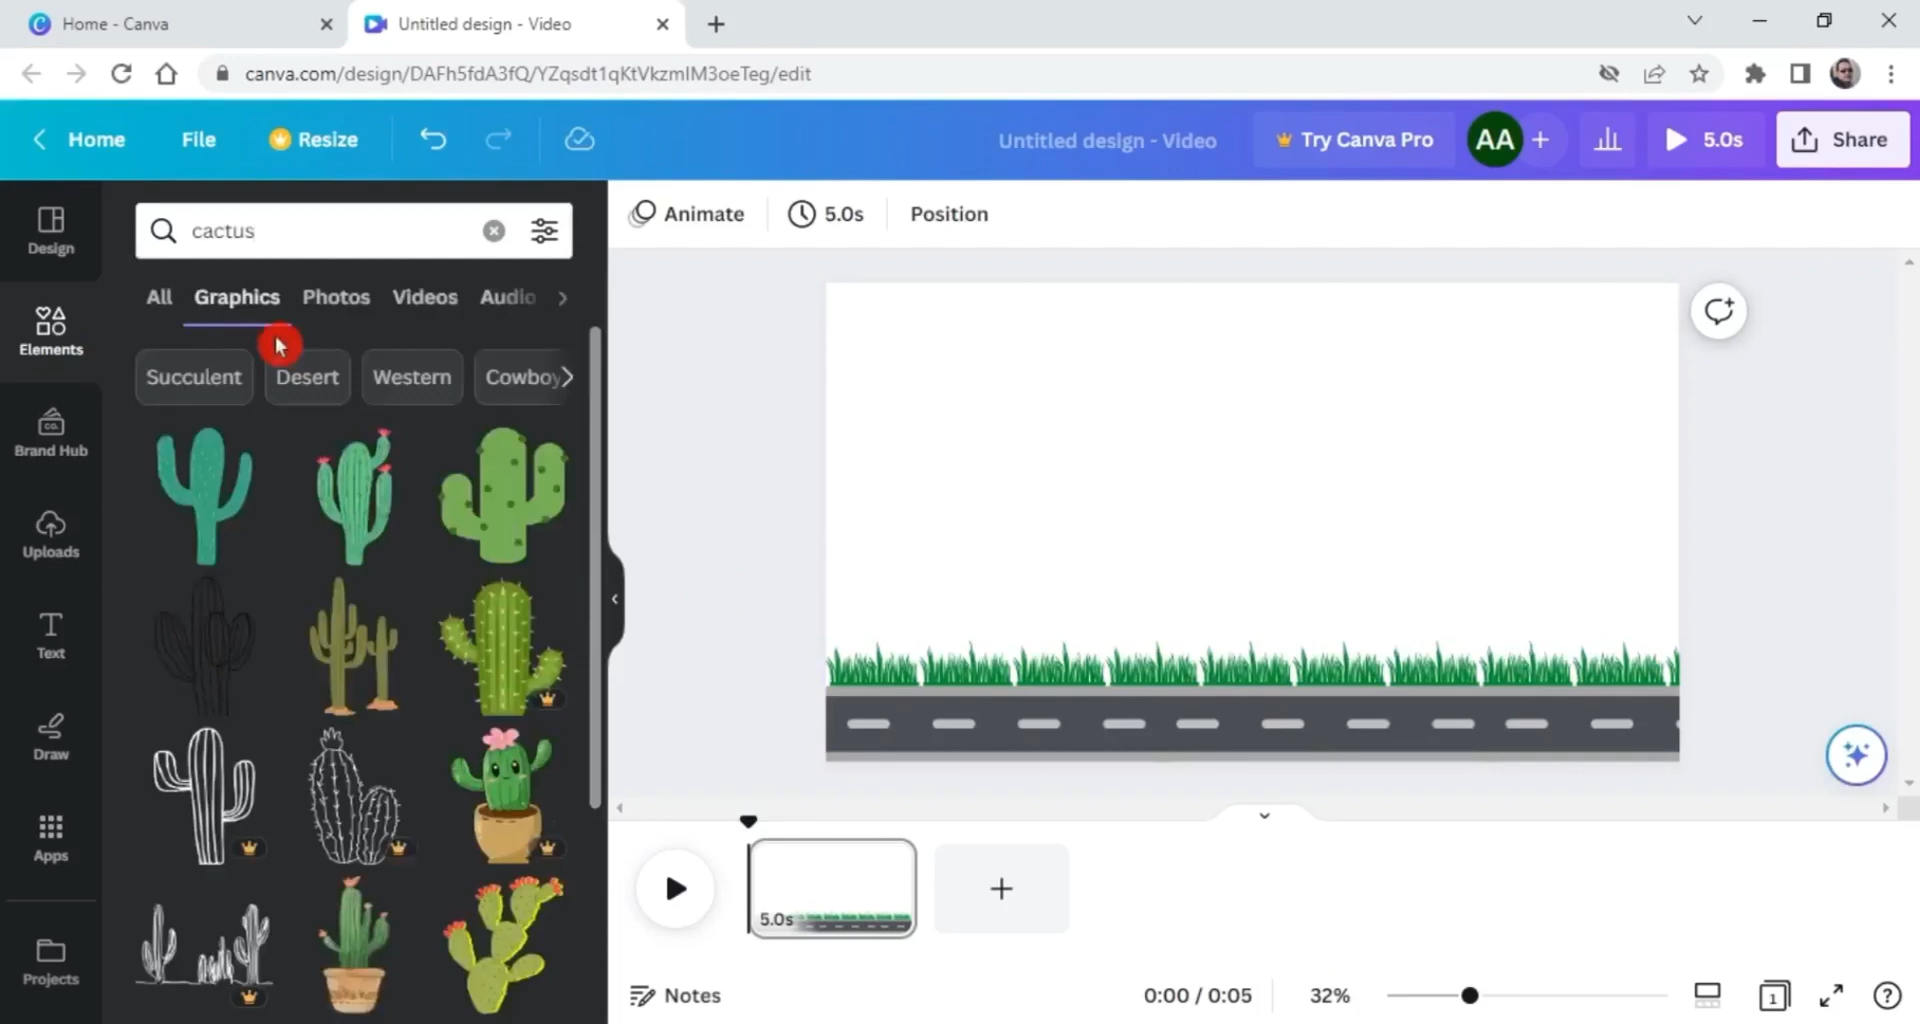 Home - Canva
Untitled design - Video
canva.com/design/DAFh5fdA3fQ/YZqsdt1qKtVkzmIM3oeTeg/edit
Home
File
Resize
Untitled design - Video
Try Canva Pro
AA
5.0s
Share
Design
Elements
Brand Hub
Uploads
Text
Draw
Apps
Projects
cactus
All
Graphics
Photos
Videos
Audio
Succulent
Desert
Western
Cowboy
Animate
5.0s
Position
5.0s
Notes
0:00 / 0:05
32%
1